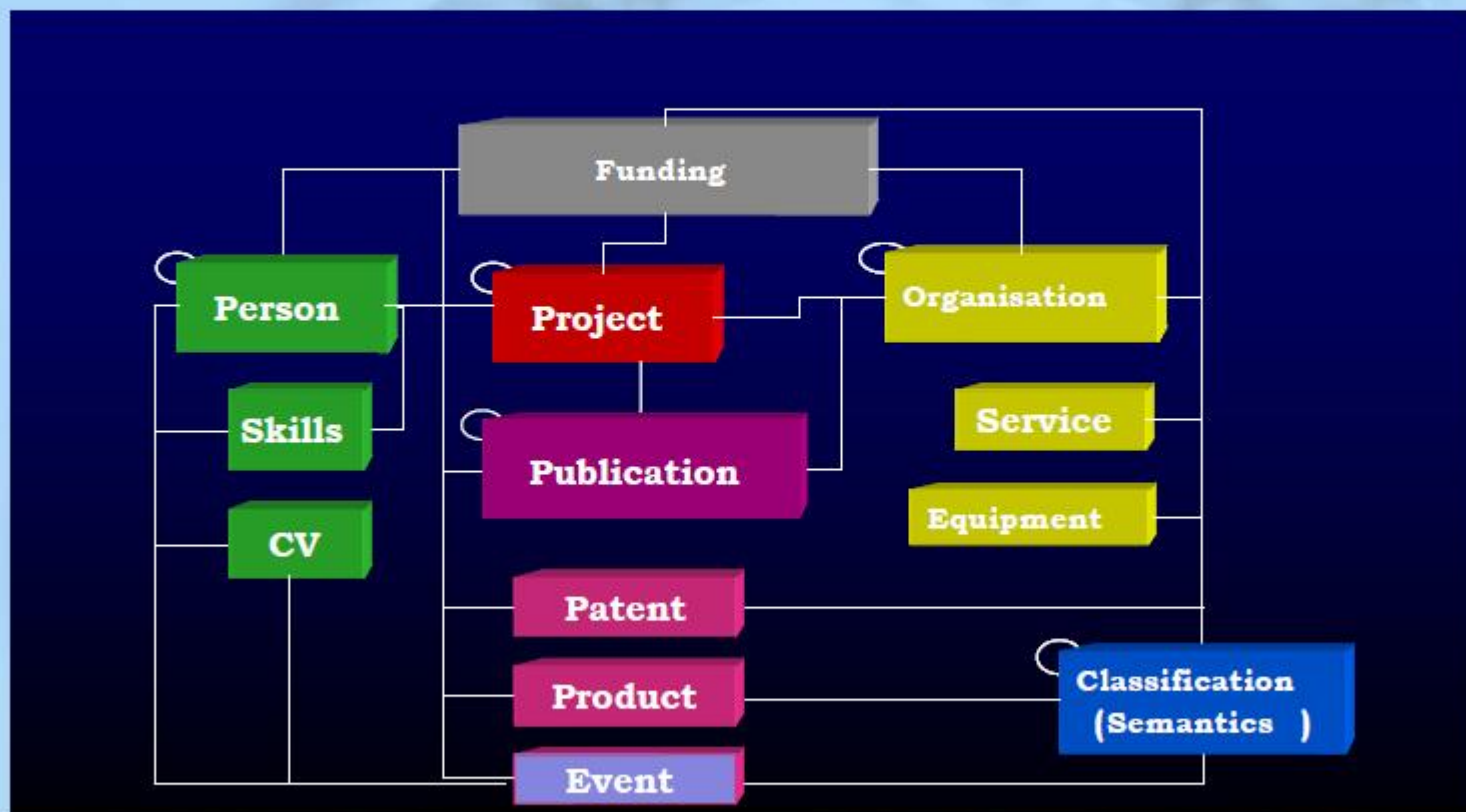 Funding
Person
Project
Organisation
Skills
Publication
Service
CV
Equipment
Patent
Product
Classification
(Semantics )
Event